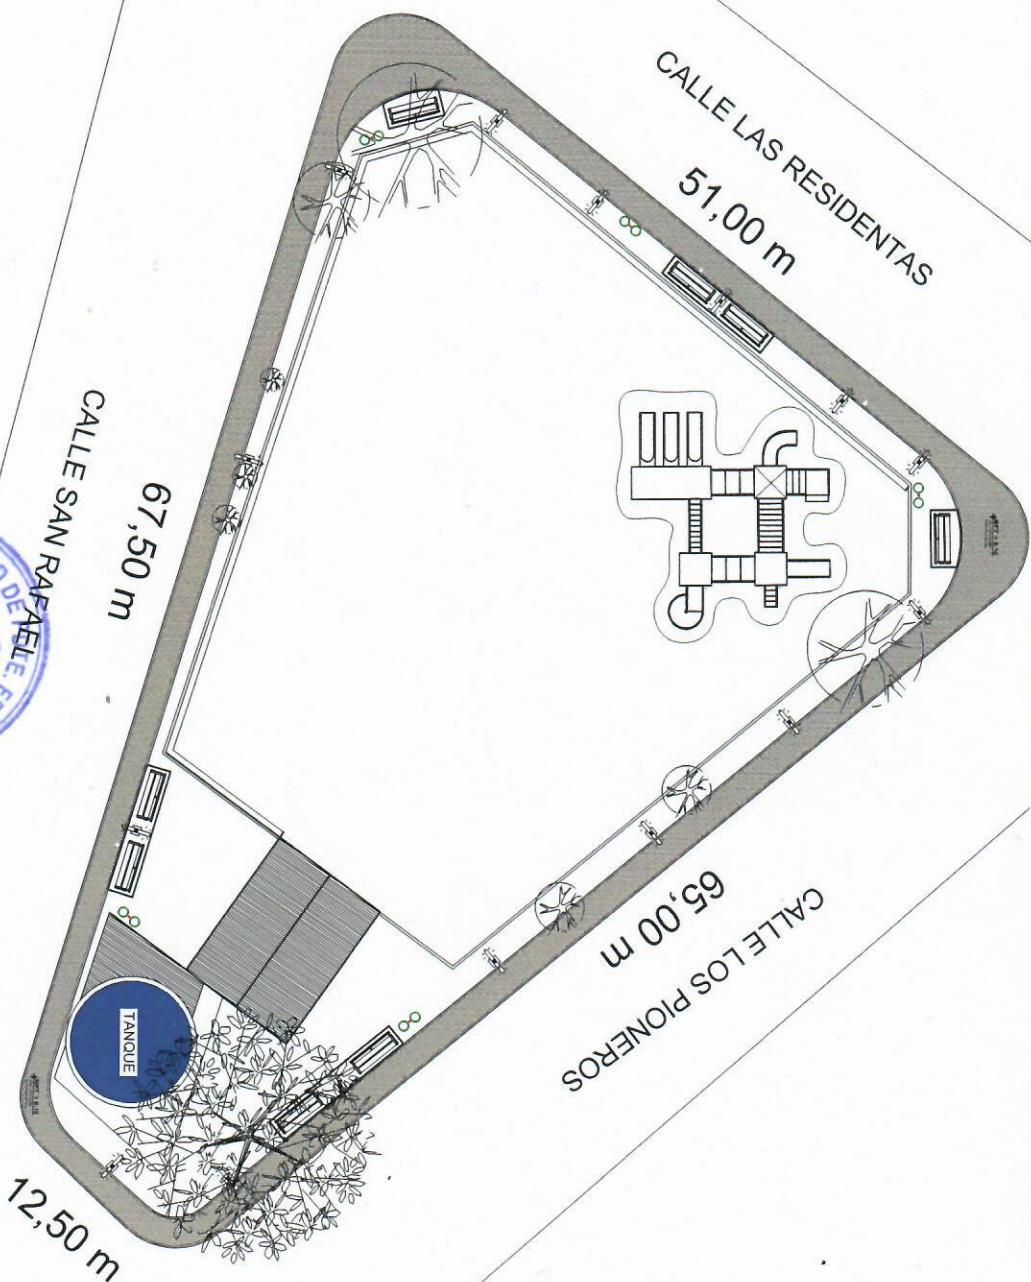 CALLE LAS RESIDENTAS
51,00 m
CALLE SAN RAFAEL
67,50 m
65,00 m
CALLE LOS PIONEROS
TANQUE
12,50 m